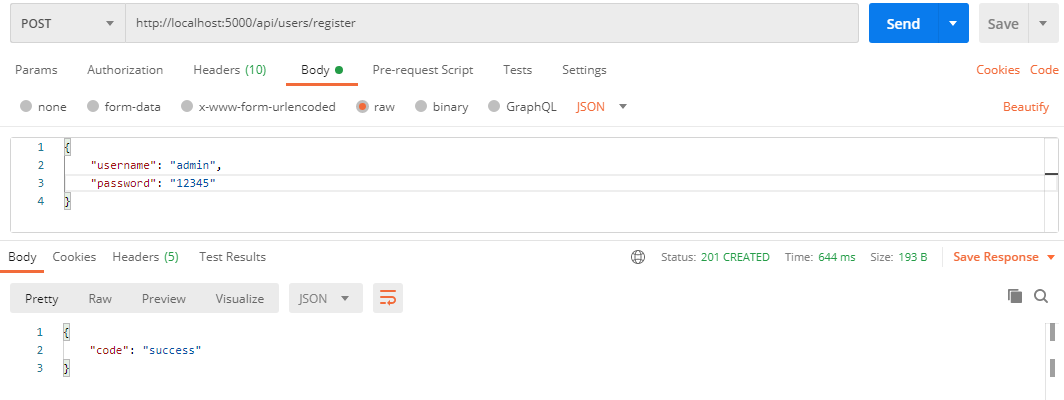 POST http://localhost:5000/api/users/register Send Save
Params Authorization Headers (10) Body Pre-request Script Tests Settings Cookies Code
none form-data x-www-form-urlencoded raw binary GraphQL JSON Beautify
1 {
2 "username": "admin",
3 "password": "12345"
4 }
Body Cookies Headers (5) Test Results Status: 201 CREATED Time: 644 ms Size: 193 B Save Response
Pretty Raw Preview Visualize JSON
1 {
2 "code": "success"
3 }